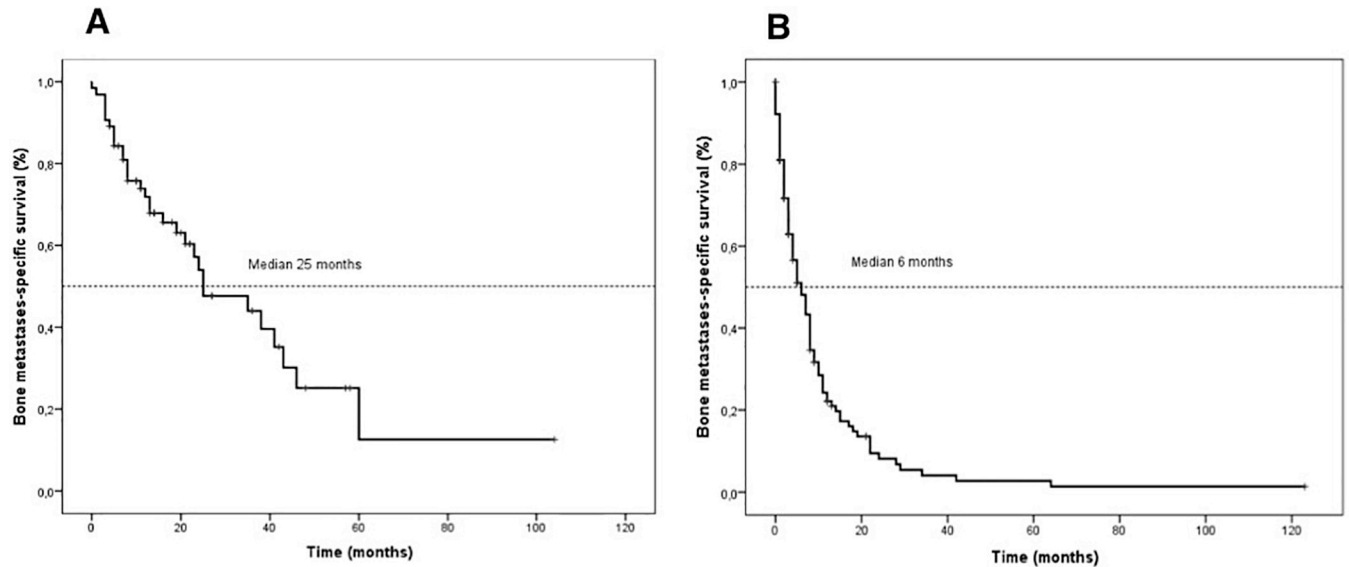 A
Bone metastases-specific survival (%)
1,0
0,8
0,6
0,4
0,2
0,0
Median 25 months
0 20 40 60 80 100 120
Time (months)
B
Bone metastases-specific survival (%)
1,0
0,8
0,6
0,4
0,2
0,0
Median 6 months
0 20 40 60 80 100 120
Time (months)